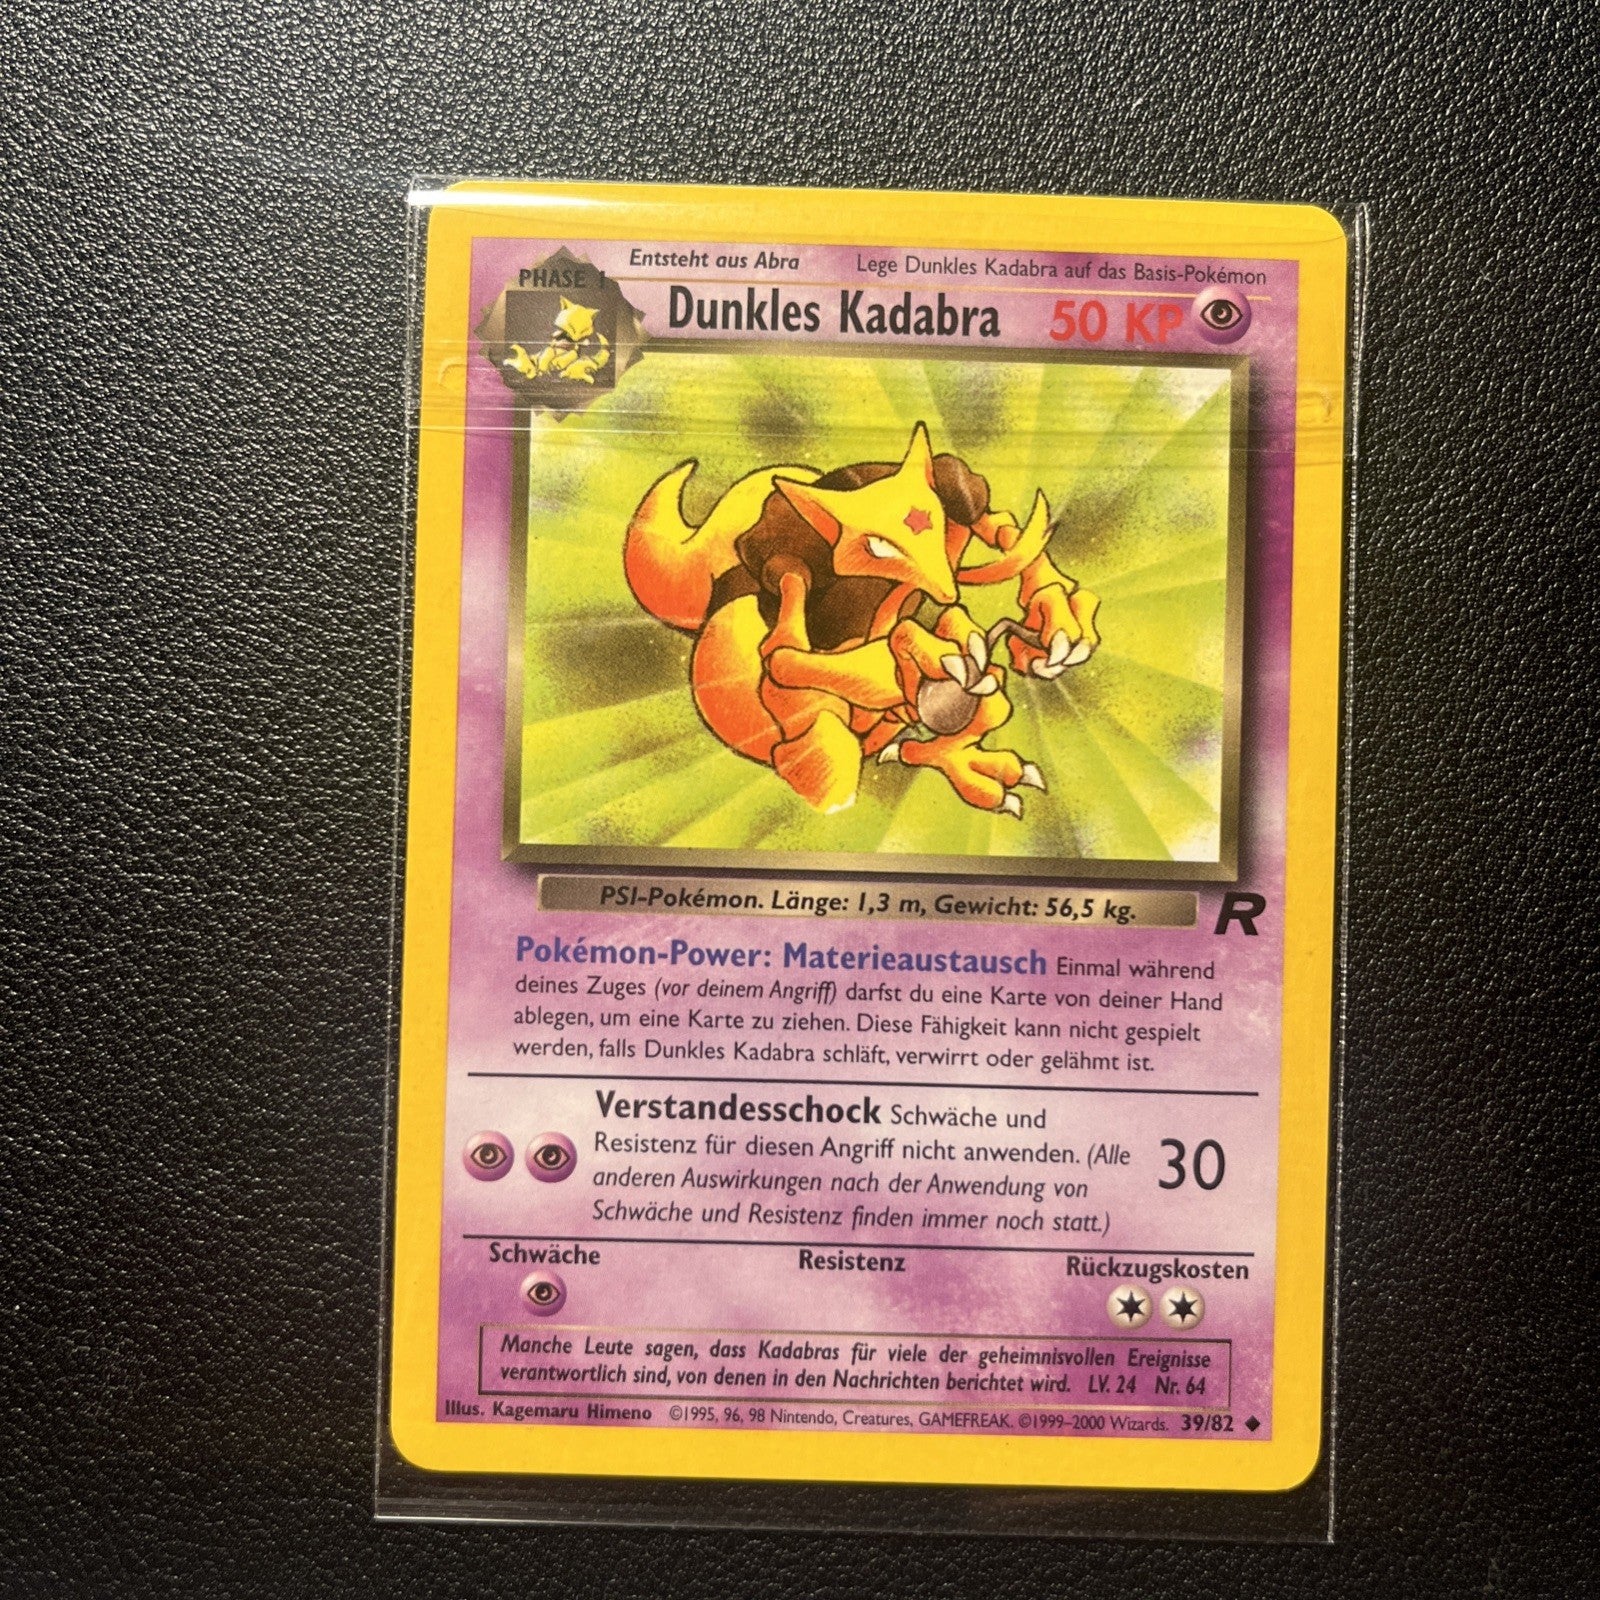 PHASE 1
Entsteht aus Abra
Lege Dunkles Kadabra auf das Basis-Pokémon
Dunkles Kadabra 50 KP
PSI-Pokémon. Länge: 1,3 m, Gewicht: 56,5 kg.
R
Pokémon-Power: Materieaustausch Einmal während
deines Zuges (vor deinem Angriff) darfst du eine Karte von deiner Hand
ablegen, um eine Karte zu ziehen. Diese Fähigkeit kann nicht gespielt
werden, falls Dunkles Kadabra schläft, verwirrt oder gelähmt ist.
Verstandesschock Schwäche und
Resistenz für diesen Angriff nicht anwenden. (Alle
anderen Auswirkungen nach der Anwendung von
Schwäche und Resistenz finden immer noch statt.)
30
Schwäche Resistenz Rückzugskosten
Manche Leute sagen, dass Kadabras für viele der geheimnisvollen Ereignisse
verantwortlich sind, von denen in den Nachrichten berichtet wird. LV. 24 Nr. 64
Illus. Kagemaru Himeno ©1995, 96, 98 Nintendo, Creatures, GAMEFREAK. ©1999–2000 Wizards. 39/82 ◆